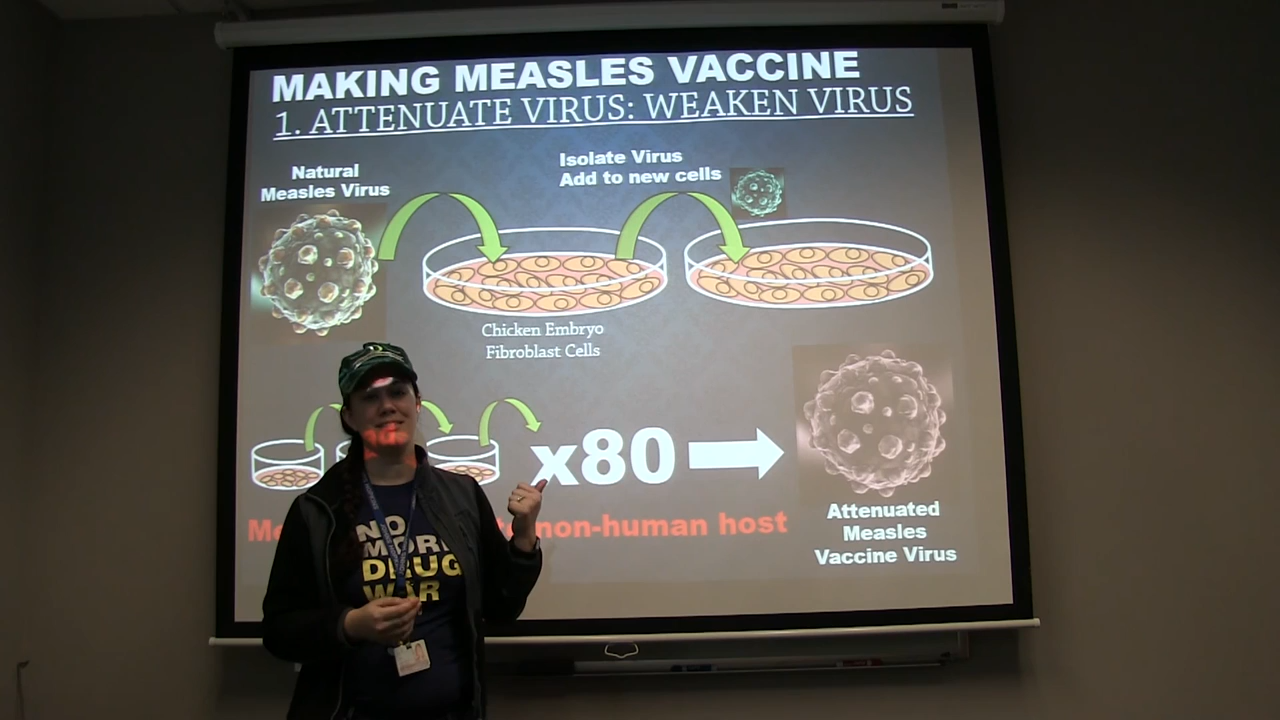 MAKING MEASLES VACCINE
1. ATTENUATE VIRUS: WEAKEN VIRUS
Natural
Measles Virus
Isolate Virus
Add to new cells
Chicken Embryo
Fibroblast Cells
x80
non-human host
Attenuated
Measles
Vaccine Virus
NO
MORE
DRUG
WAR